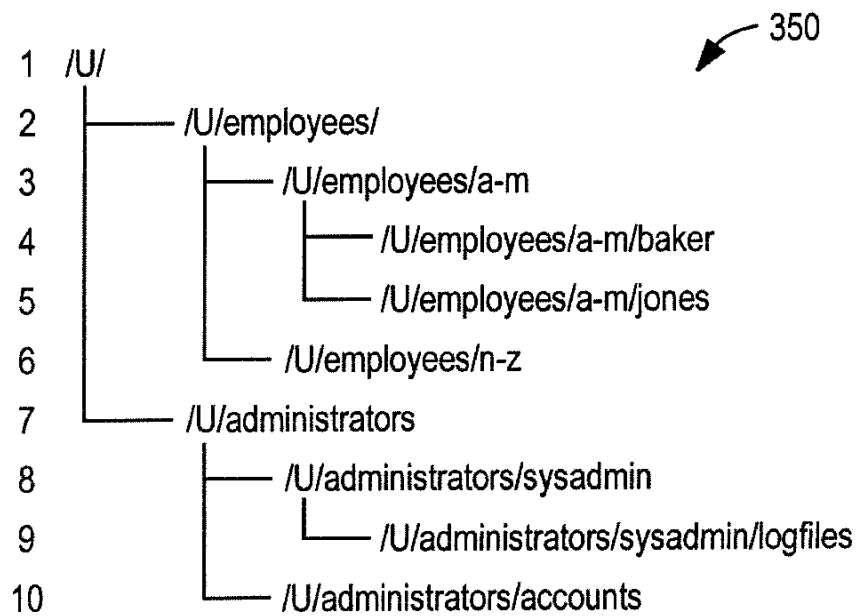 350
1 /U/
2 /U/employees/
3 /U/employees/a-m
4 /U/employees/a-m/baker
5 /U/employees/a-m/jones
6 /U/employees/n-z
7 /U/administrators
8 /U/administrators/sysadmin
9 /U/administrators/sysadmin/logfiles
10 /U/administrators/accounts